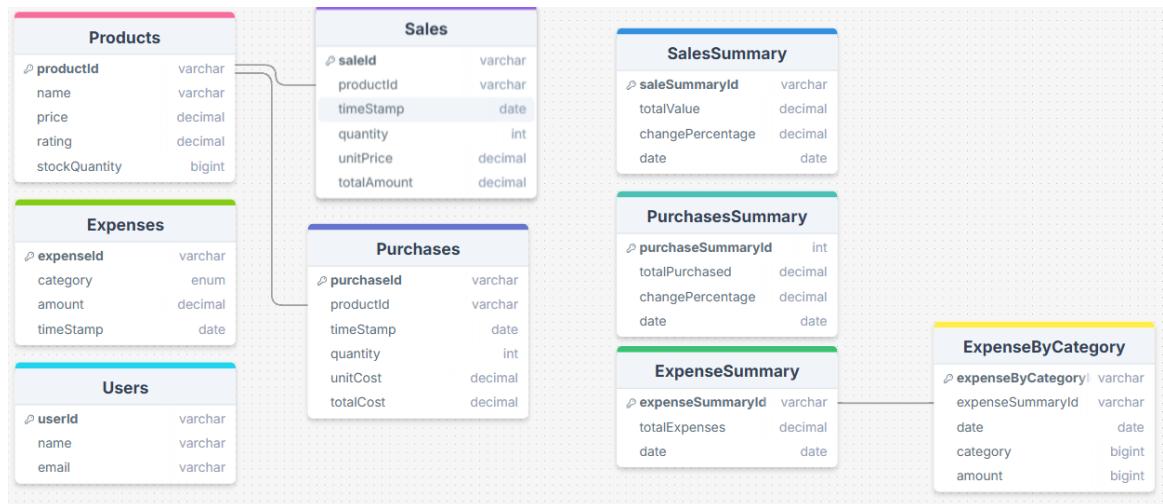 Products
productId varchar
name varchar
price decimal
rating decimal
stockQuantity bigint
Expenses
expenseId varchar
category enum
amount decimal
timeStamp date
Users
userId varchar
name varchar
email varchar
Sales
saleId varchar
productId varchar
timeStamp date
quantity int
unitPrice decimal
totalAmount decimal
Purchases
purchaseId varchar
productId varchar
timeStamp date
quantity int
unitCost decimal
totalCost decimal
SalesSummary
saleSummaryId varchar
totalValue decimal
changePercentage decimal
date date
PurchasesSummary
purchaseSummaryId int
totalPurchased decimal
changePercentage decimal
date date
ExpenseSummary
expenseSummaryId varchar
totalExpenses decimal
date date
ExpenseByCategory
expenseByCategoryI varchar
expenseSummaryId varchar
date date
category bigint
amount bigint